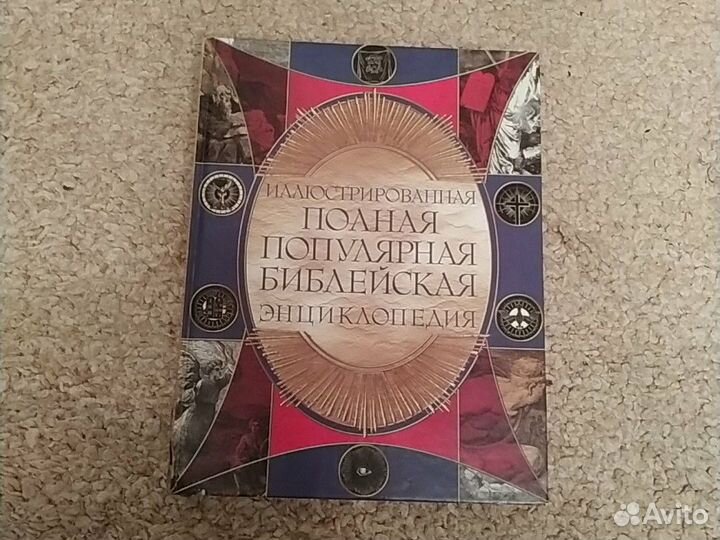 ИЛЛЮСТРИРОВАННАЯ
ПОЛНАЯ
ПОПУЛЯРНАЯ
БИБЛЕЙСКАЯ
ЭНЦИКЛОПЕДИЯ
Avito